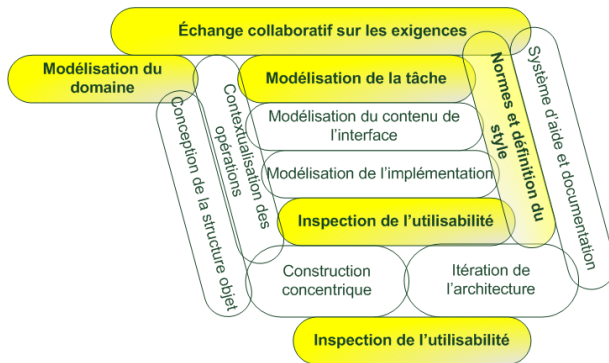 Échange collaboratif sur les exigences
Modélisation du
domaine
Modélisation de la tâche
Contextualisation des
opérations
Conception de la structure objet
Modélisation du contenu de
l'interface
Modélisation de l'implémentation
Inspection de l'utilisabilité
Normes et définition du
style
Système d'aide et documentation
Construction
concentrique
Itération de
l'architecture
Inspection de l'utilisabilité